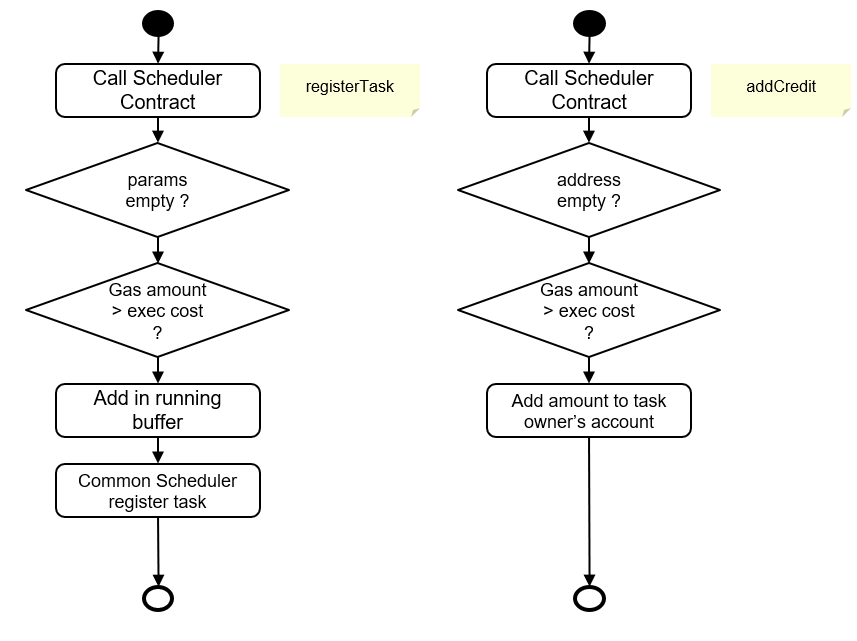 Call Scheduler
Contract
registerTask
params
empty ?
Gas amount
> exec cost
?
Add in running
buffer
Common Scheduler
register task
Call Scheduler
Contract
addCredit
address
empty ?
Gas amount
> exec cost
?
Add amount to task
owner’s account